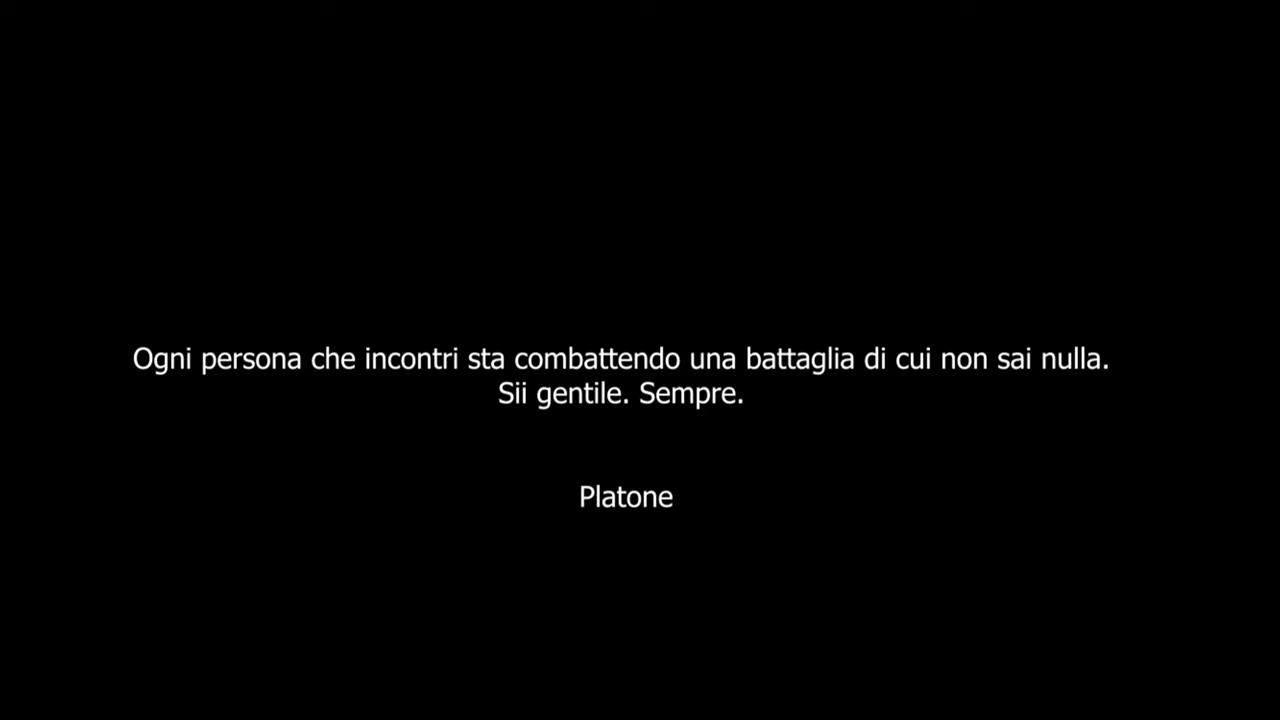 Ogni persona che incontri sta combattendo una battaglia di cui non sai nulla.
Sii gentile. Sempre.
Platone